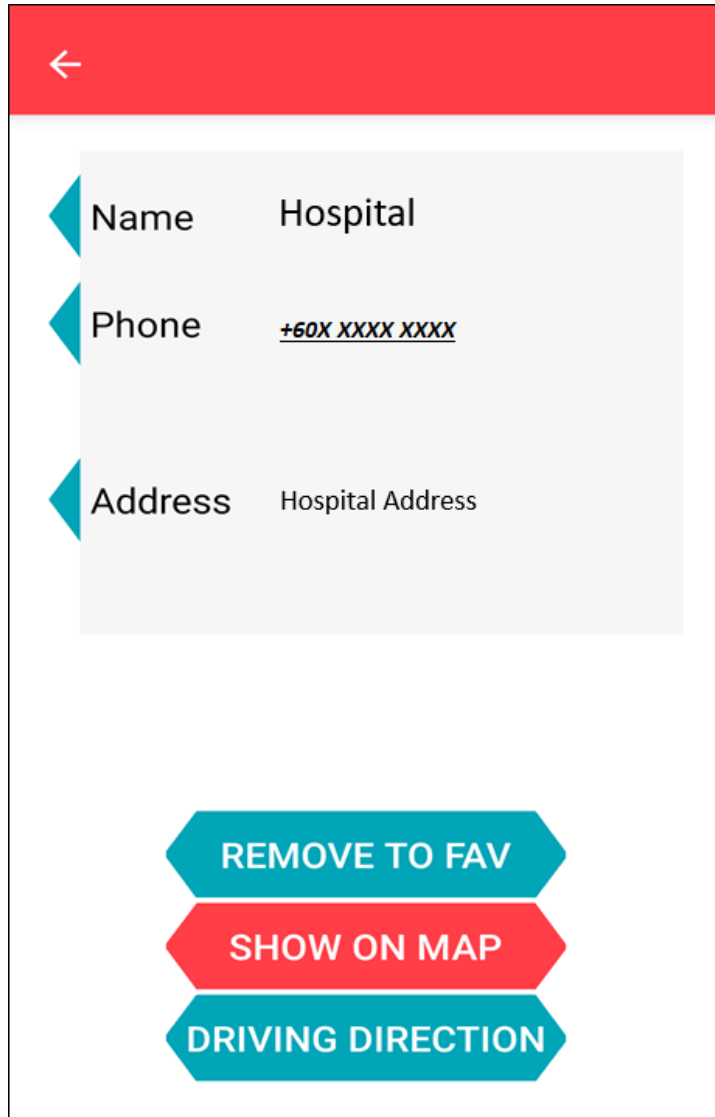 Name Hospital
Phone +60X XXXX XXXX
Address Hospital Address
REMOVE TO FAV
SHOW ON MAP
DRIVING DIRECTION